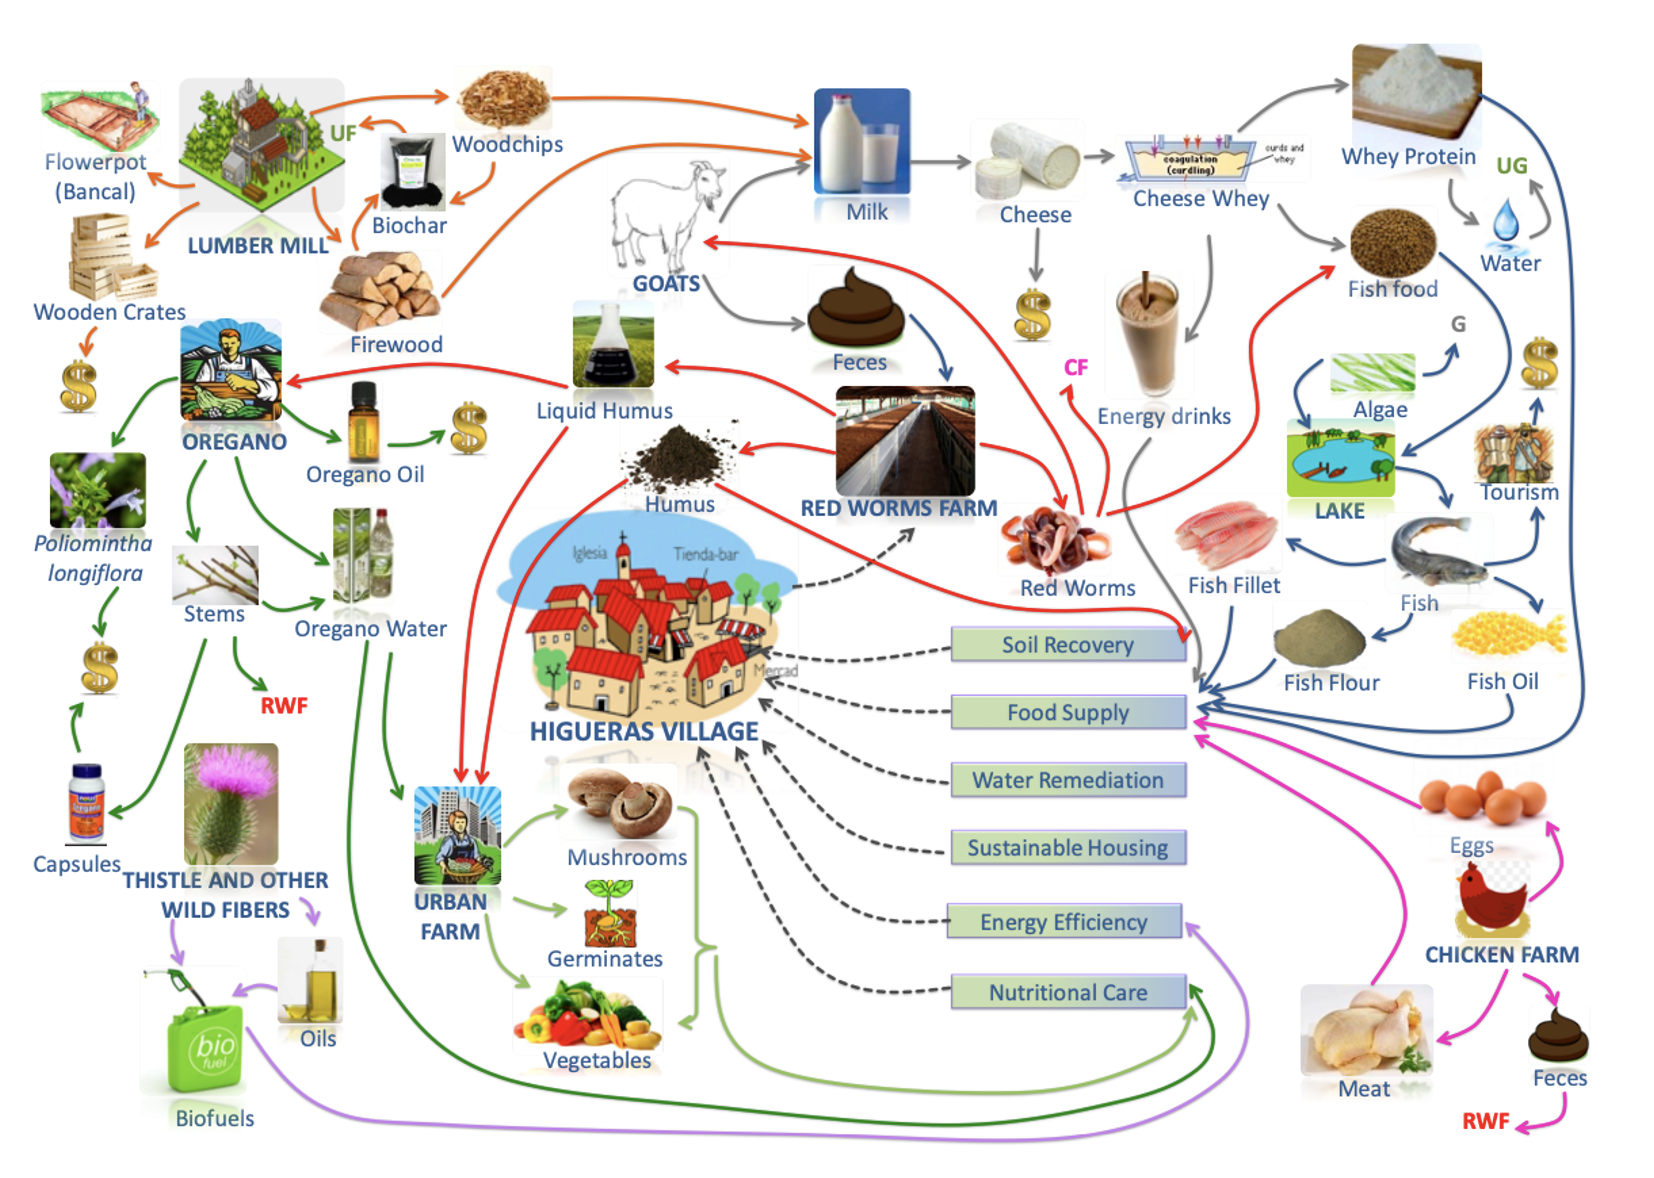 Flowerpot
(Bancal)
UF
Woodchips
Biochar
LUMBER MILL
Wooden Crates
Firewood
$
Milk
Cheese
coagulation
(curdling)
curds and
whey
Cheese Whey
Whey Protein
UG
Water
Fish food
GOATS
Feces
$
CF
Energy drinks
G
Algae
$
LAKE
Tourism
OREGANO
Oregano Oil
$
Liquid Humus
Humus
RED WORMS FARM
Red Worms
Fish Fillet
Fish
Fish Flour
Fish Oil
Poliomintha
longiflora
Stems
Oregano Water
$
RWF
Capsules
Iglesia
Tienda-bar
Mercad
HIGUERAS VILLAGE
Soil Recovery
Food Supply
Water Remediation
Sustainable Housing
Energy Efficiency
Nutritional Care
THISTLE AND OTHER
WILD FIBERS
Oils
bio
fuel
Biofuels
URBAN
FARM
Mushrooms
Germinates
Vegetables
Eggs
CHICKEN FARM
Meat
Feces
RWF